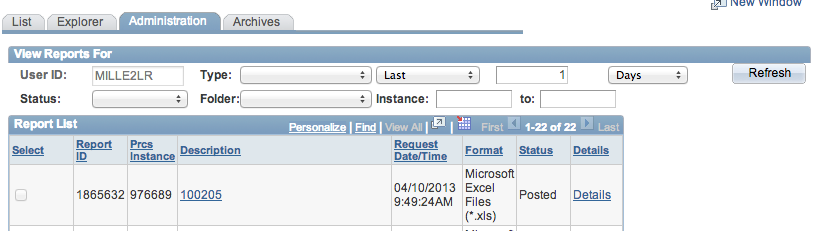 New Window
List Explorer Administration Archives
View Reports For
User ID: MILLE2LR Type: Last 1 Days Refresh
Status: Folder: Instance: to:
Report List Personalize | Find | View All | | First 1-22 of 22 Last
Select Report ID Prcs Instance Description Request Date/Time Format Status Details
1865632 976689 100205 04/10/2013 9:49:24AM Microsoft Excel Files (*.xls) Posted Details